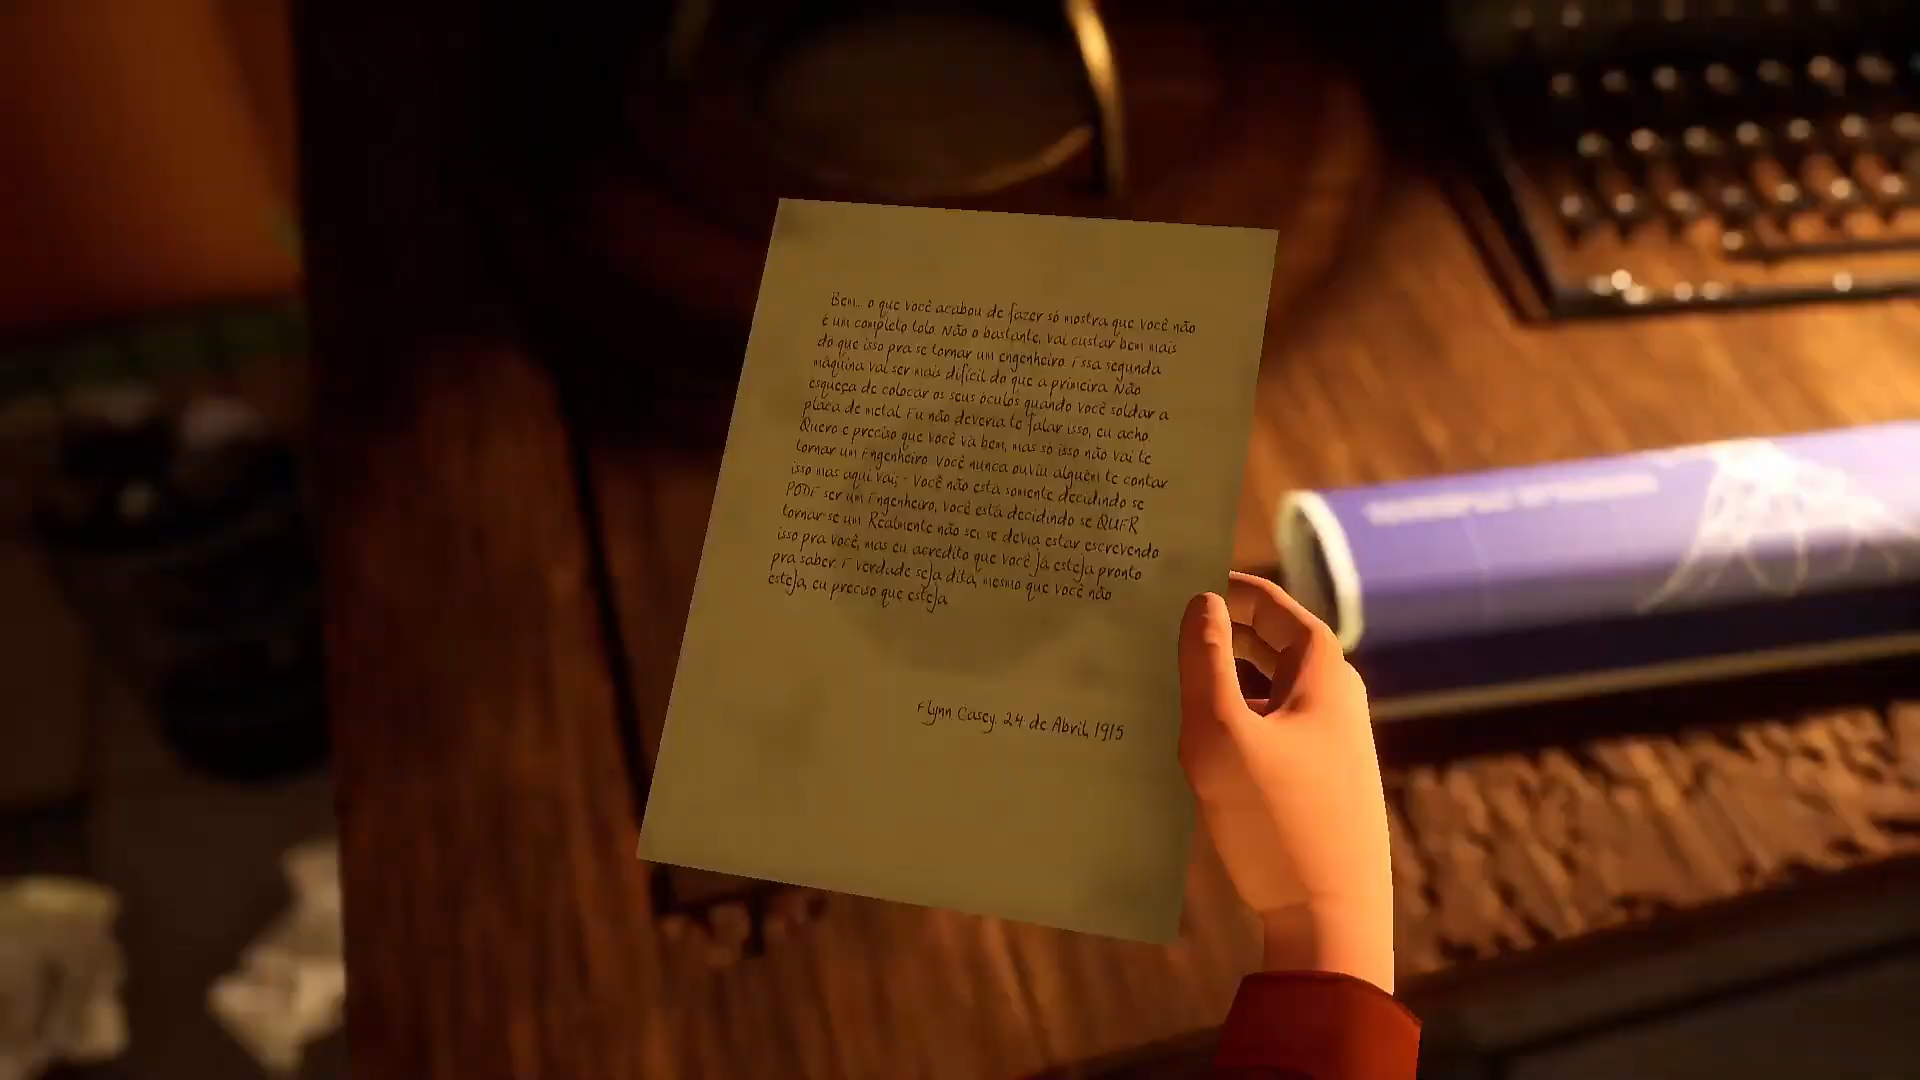 Bem... o que você acabou de fazer só mostra que você não
é um completo tolo. Não o bastante, vai custar bem mais
do que isso pra se tornar um engenheiro. Essa segunda
máquina vai ser mais difícil do que a primeira. Não
esqueça de colocar os seus óculos quando você soldar a
placa de metal. Eu não deveria te falar isso, eu acho.
Quero e preciso que você vá bem, mas só isso não vai te
tornar um Engenheiro. Você nunca ouviu alguém te contar
isso mas aqui vai; - Você não está somente decidindo se
PODE ser um Engenheiro, você está decidindo se QUER
tornar-se um. Realmente não sei, se devia estar escrevendo
isso pra você, mas eu acredito que você já esteja pronto
pra saber. E verdade seja dita, mesmo que você não
esteja, eu preciso que esteja.
Flynn Casey. 24 de Abril, 1915